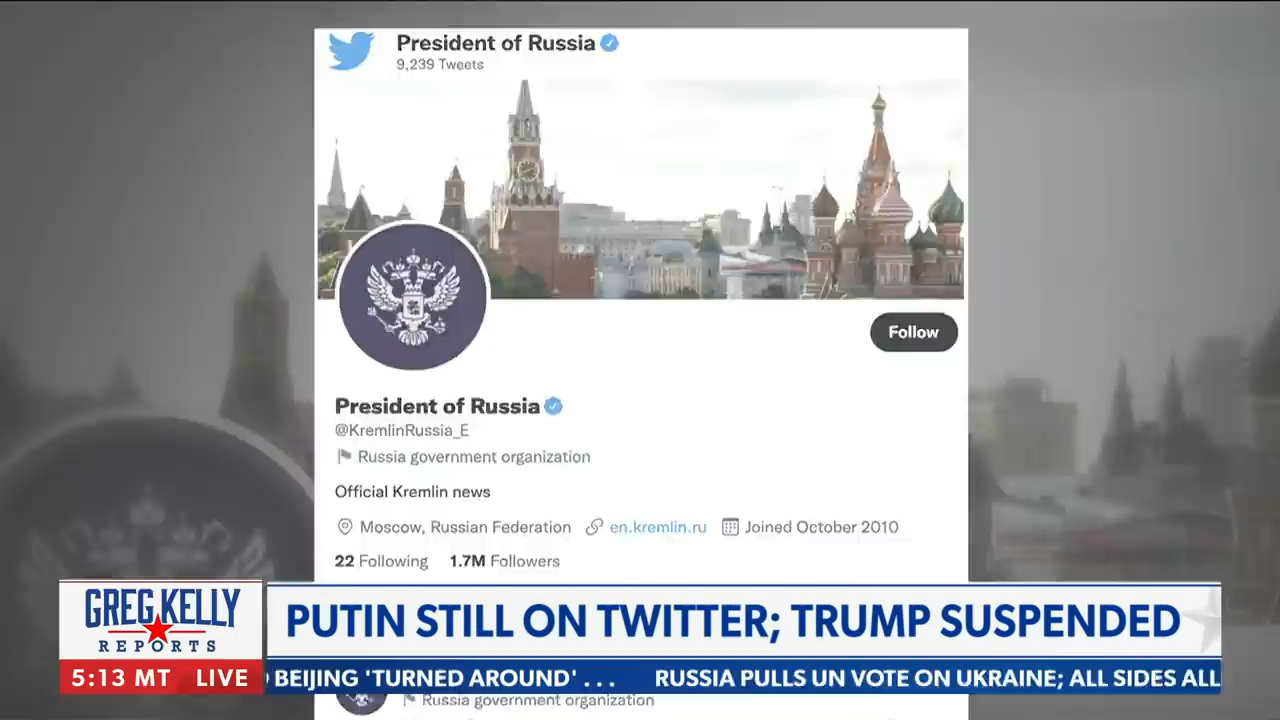 President of Russia
9,239 Tweets
Follow
President of Russia
@KremlinRussia_E
Russia government organization
Official Kremlin news
Moscow, Russian Federation en.kremlin.ru Joined October 2010
22 Following 1.7M Followers
GREG KELLY
REPORTS
PUTIN STILL ON TWITTER; TRUMP SUSPENDED
5:13 MT LIVE BEIJING 'TURNED AROUND' . . . RUSSIA PULLS UN VOTE ON UKRAINE; ALL SIDES ALL
Russia government organization